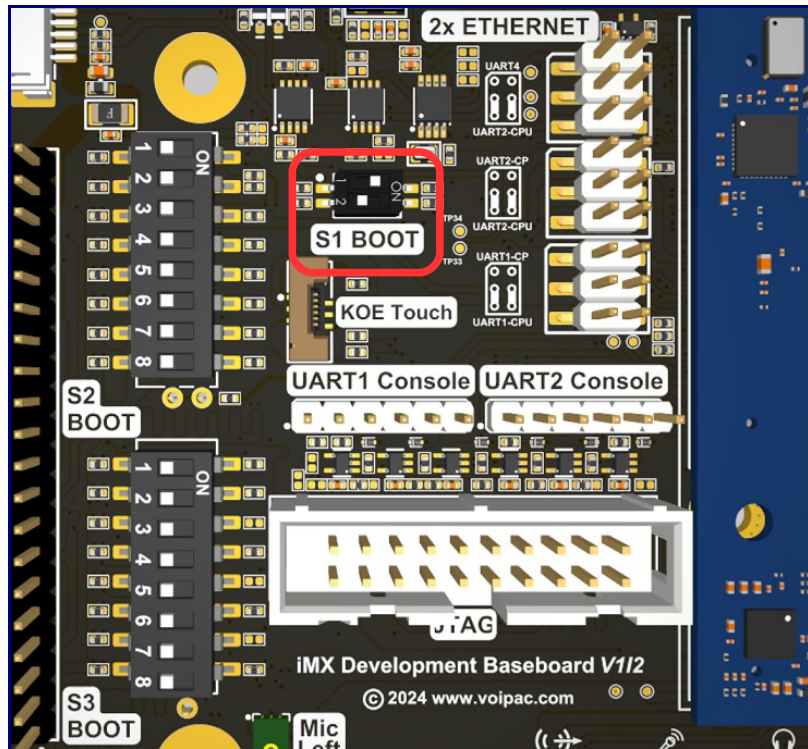 2x ETHERNET
UART4
UART2-CPU
F
1
2
3
4
5
6
7
8
ON
1
2
ON
S1 BOOT
UART2-CP
UART2-CPU
TP34
TP33
UART1-CP
UART1-CPU
KOE Touch
S2
BOOT
UART1 Console
UART2 Console
1
2
3
4
5
6
7
8
ON
JTAG
iMX Development Baseboard V1I2
© 2024 www.voipac.com
S3
BOOT
Mic
Left